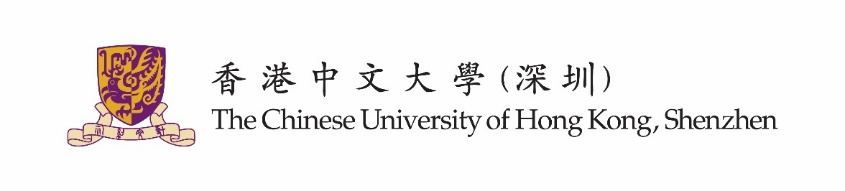 香港中文大學(深圳)
The Chinese University of Hong Kong, Shenzhen